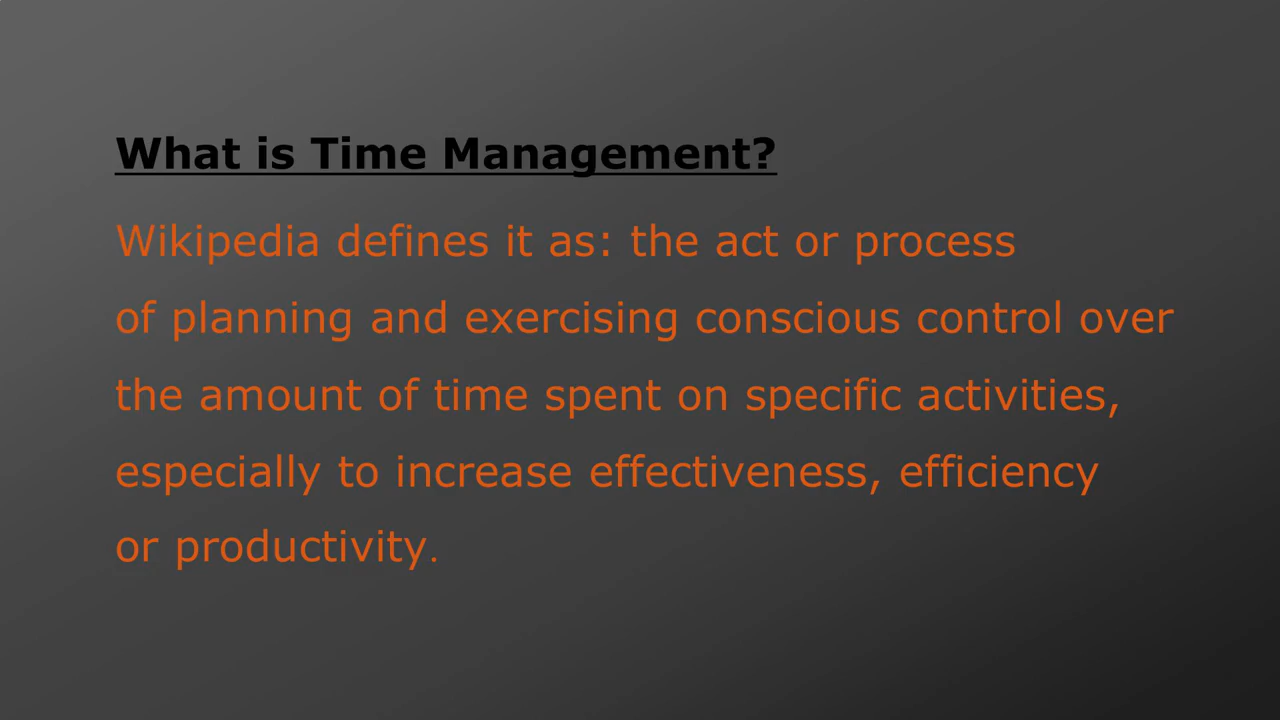 What is Time Management?
Wikipedia defines it as: the act or process
of planning and exercising conscious control over
the amount of time spent on specific activities,
especially to increase effectiveness, efficiency
or productivity.